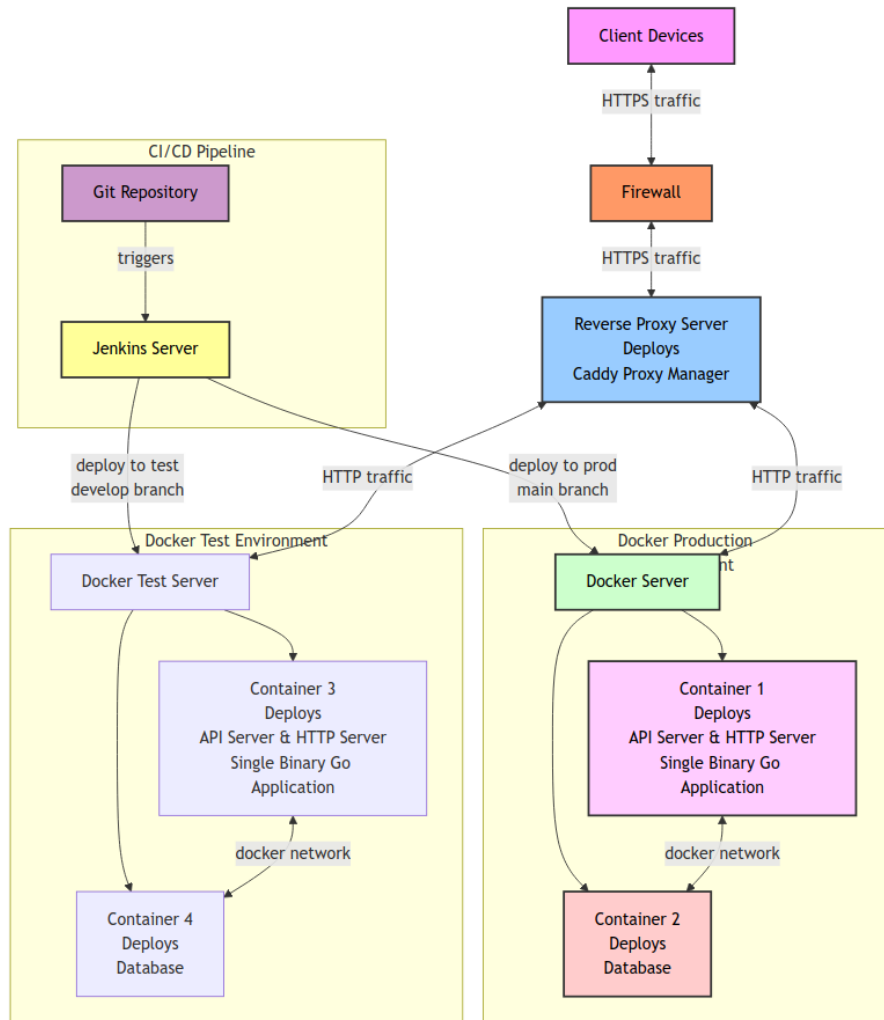 Client Devices
HTTPS traffic
CI/CD Pipeline
Git Repository
Firewall
triggers
HTTPS traffic
Jenkins Server
Reverse Proxy Server
Deploys
Caddy Proxy Manager
deploy to test
develop branch
HTTP traffic
deploy to prod
main branch
HTTP traffic
Docker Test Environment
Docker Test Server
Docker Production
nt
Docker Server
Container 3
Deploys
API Server & HTTP Server
Single Binary Go
Application
Container 1
Deploys
API Server & HTTP Server
Single Binary Go
Application
docker network
docker network
Container 4
Deploys
Database
Container 2
Deploys
Database